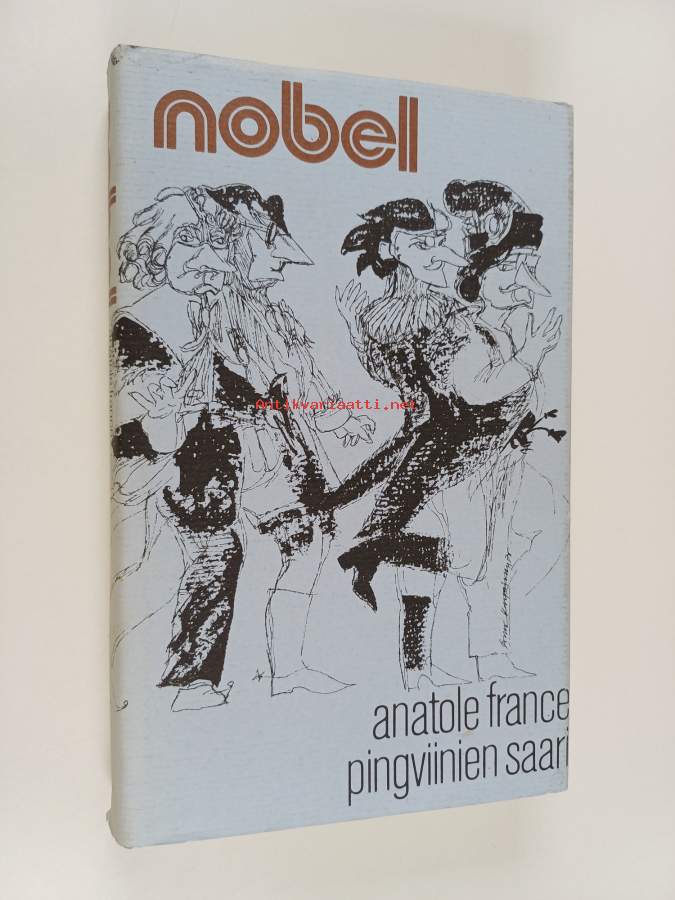 nobel
Antikvariaatti.net
anatole france
pingviinien saari